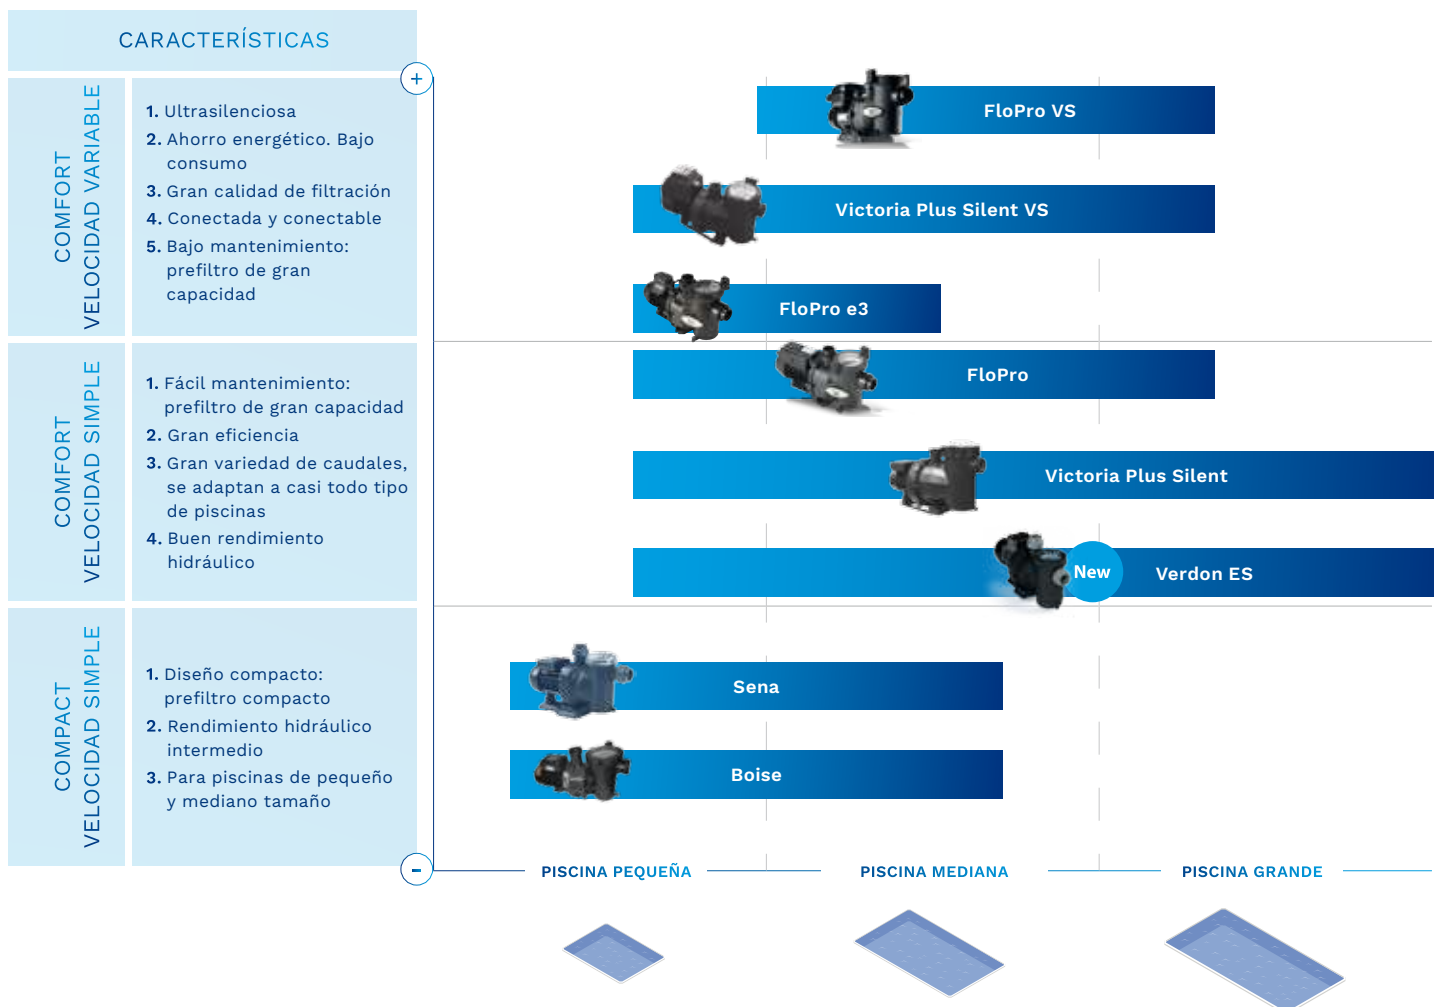 CARACTERÍSTICAS
+
COMFORT
VELOCIDAD VARIABLE
1. Ultrasilenciosa
2. Ahorro energético. Bajo
consumo
3. Gran calidad de filtración
4. Conectada y conectable
5. Bajo mantenimiento:
prefiltro de gran
capacidad
FloPro VS
Victoria Plus Silent VS
FloPro e3
COMFORT
VELOCIDAD SIMPLE
1. Fácil mantenimiento:
prefiltro de gran capacidad
2. Gran eficiencia
3. Gran variedad de caudales,
se adaptan a casi todo tipo
de piscinas
4. Buen rendimiento
hidráulico
FloPro
Victoria Plus Silent
New
Verdon ES
COMPACT
VELOCIDAD SIMPLE
1. Diseño compacto:
prefiltro compacto
2. Rendimiento hidráulico
intermedio
3. Para piscinas de pequeño
y mediano tamaño
Sena
Boise
-
PISCINA PEQUEÑA
PISCINA MEDIANA
PISCINA GRANDE